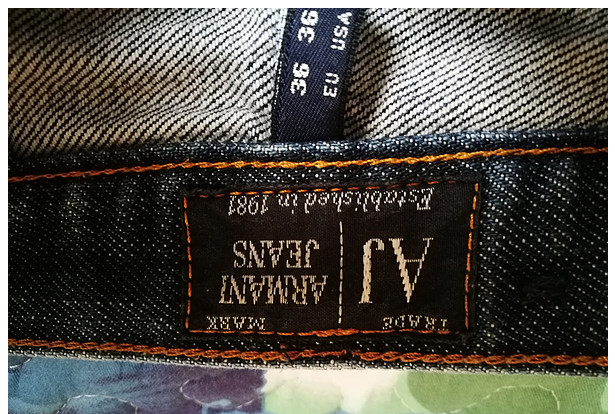 36 36
EU USA
TRADE MARK
AJ
ARMANI
JEANS
Established in 1981